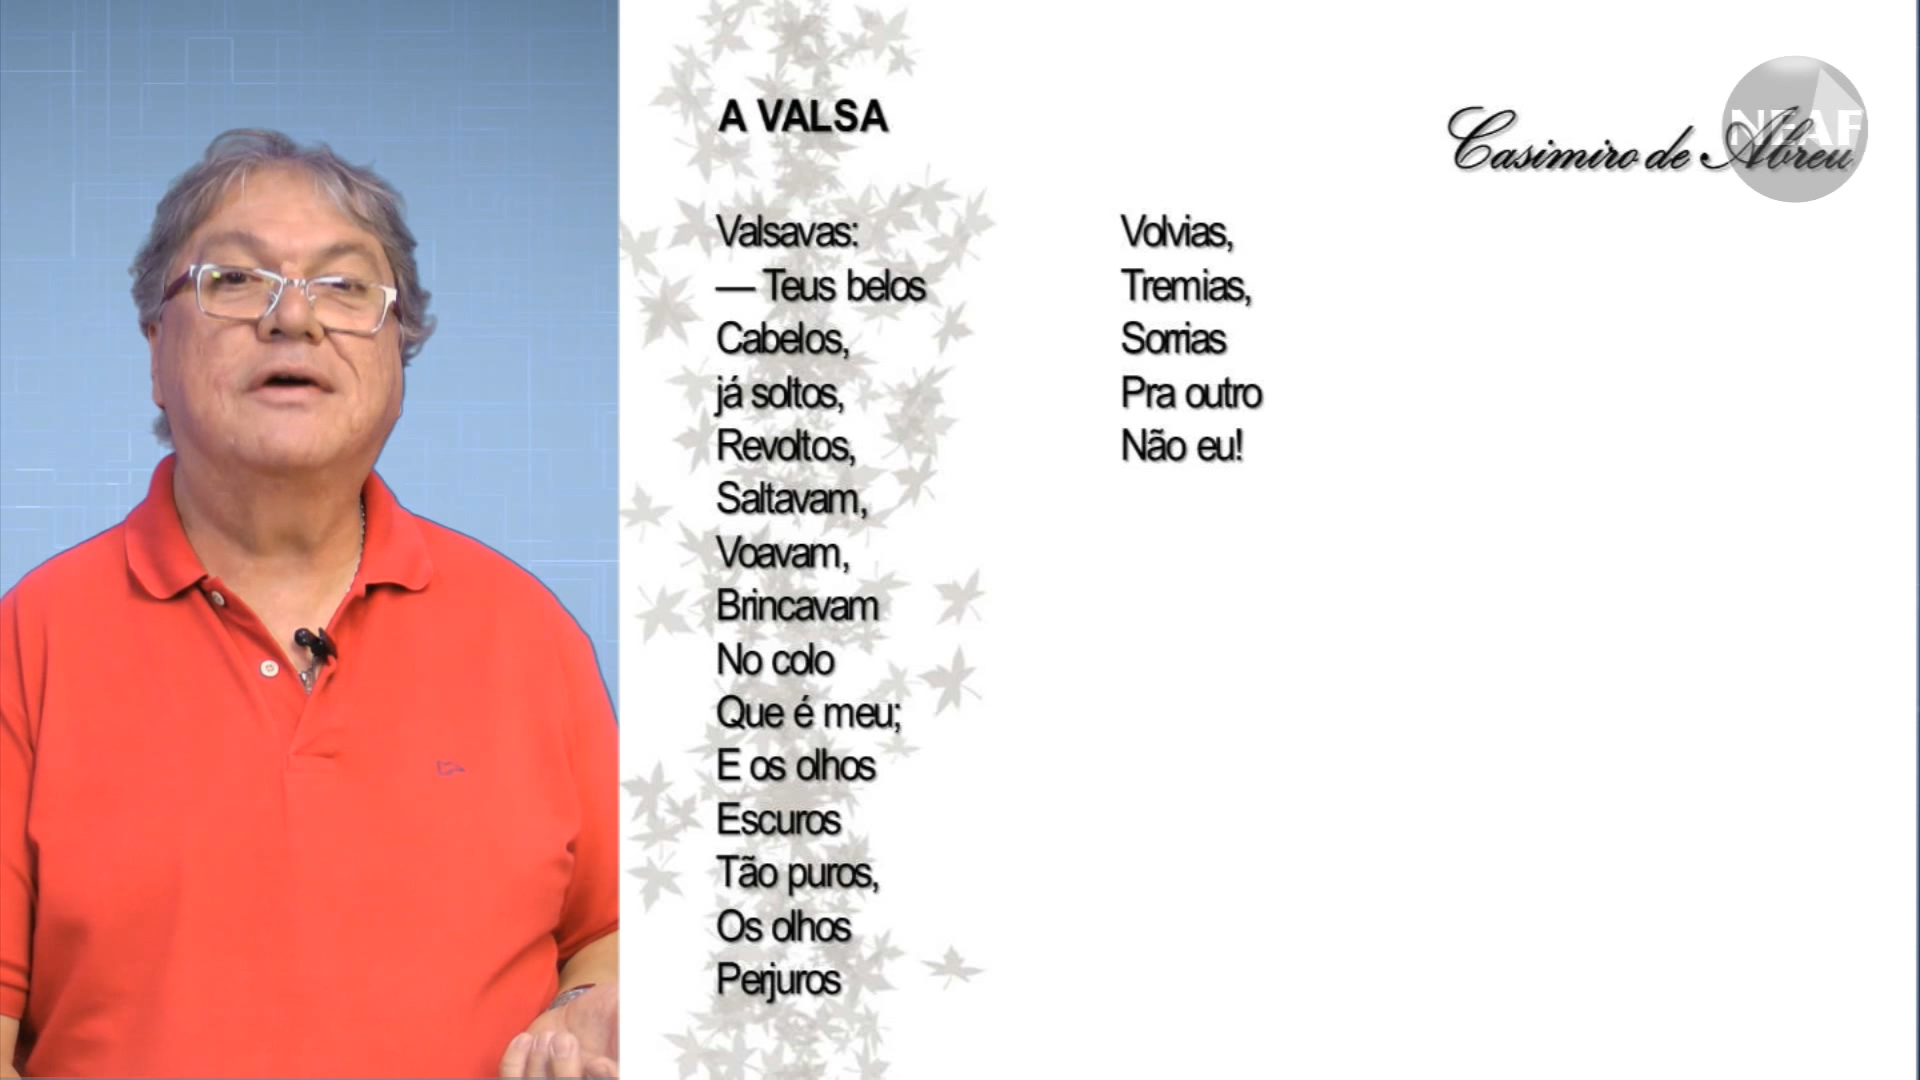 A VALSA
Casimiro de Abreu
NEAF
Valsavas:
— Teus belos
Cabelos,
já soltos,
Revoltos,
Saltavam,
Voavam,
Brincavam
No colo
Que é meu;
E os olhos
Escuros
Tão puros,
Os olhos
Perjuros
Volvias,
Tremias,
Sorrias
Pra outro
Não eu!